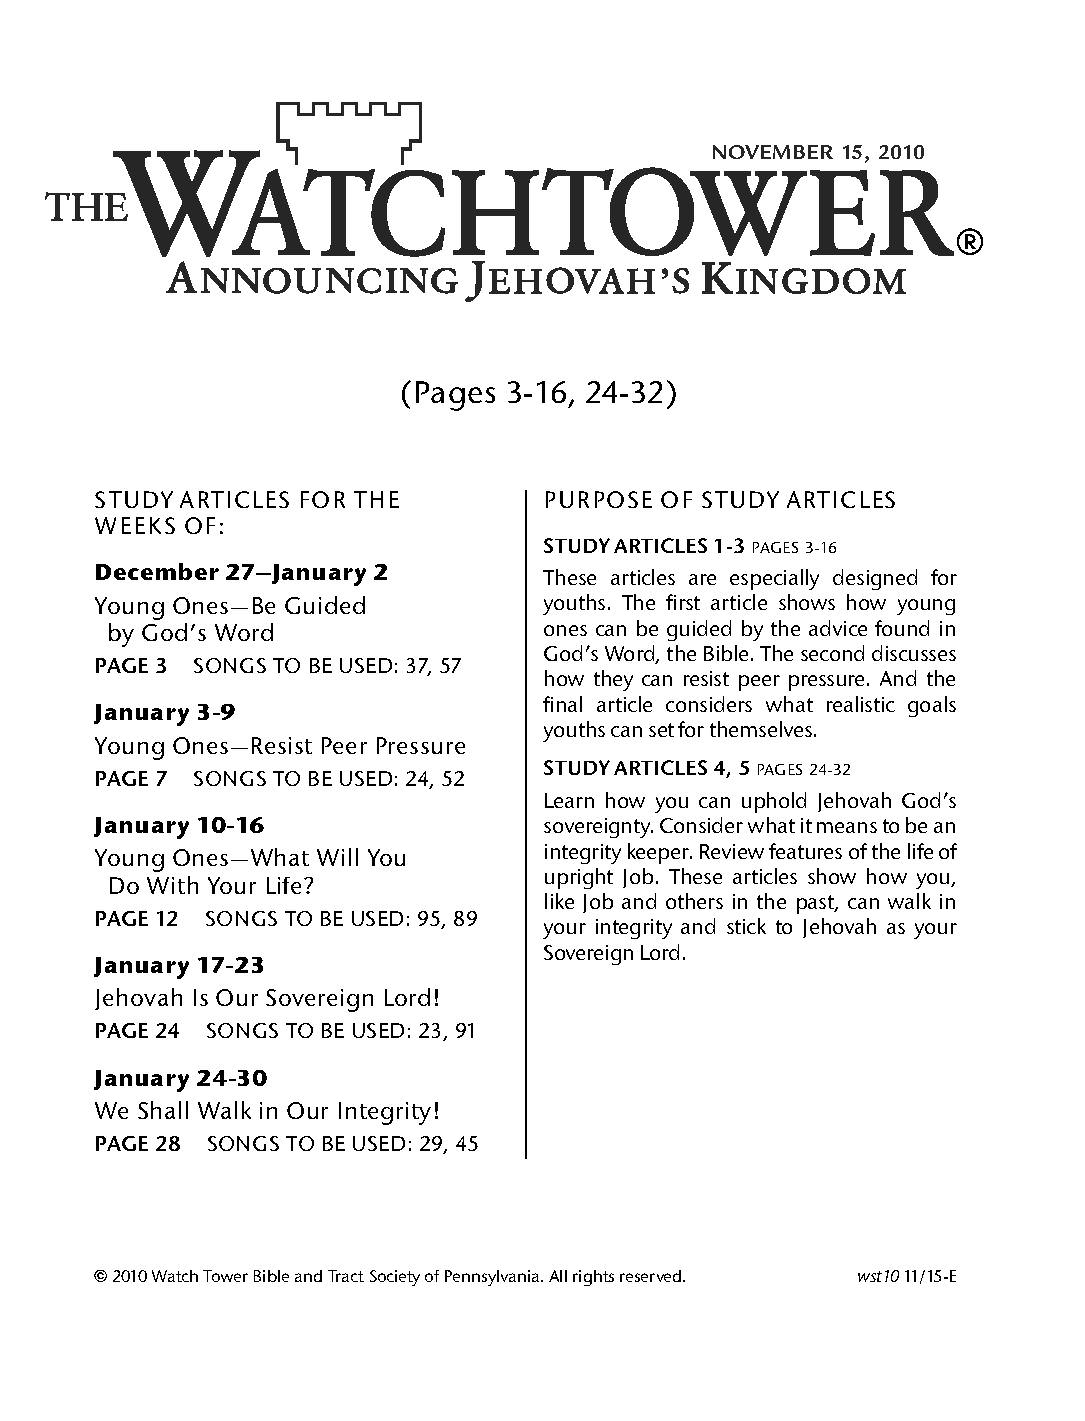 NOVEMBER 15, 2010
THE WATCHTOWER®
ANNOUNCING JEHOVAH’S KINGDOM
(Pages 3-16, 24-32)
STUDY ARTICLES FOR THE
WEEKS OF:
December 27–January 2
Young Ones—Be Guided
by God’s Word
PAGE 3 SONGS TO BE USED: 37, 57
January 3-9
Young Ones—Resist Peer Pressure
PAGE 7 SONGS TO BE USED: 24, 52
January 10-16
Young Ones—What Will You
Do With Your Life?
PAGE 12 SONGS TO BE USED: 95, 89
January 17-23
Jehovah Is Our Sovereign Lord!
PAGE 24 SONGS TO BE USED: 23, 91
January 24-30
We Shall Walk in Our Integrity!
PAGE 28 SONGS TO BE USED: 29, 45
PURPOSE OF STUDY ARTICLES
STUDY ARTICLES 1-3 PAGES 3-16
These articles are especially designed for
youths. The first article shows how young
ones can be guided by the advice found in
God’s Word, the Bible. The second discusses
how they can resist peer pressure. And the
final article considers what realistic goals
youths can set for themselves.
STUDY ARTICLES 4, 5 PAGES 24-32
Learn how you can uphold Jehovah God’s
sovereignty. Consider what it means to be an
integrity keeper. Review features of the life of
upright Job. These articles show how you,
like Job and others in the past, can walk in
your integrity and stick to Jehovah as your
Sovereign Lord.
© 2010 Watch Tower Bible and Tract Society of Pennsylvania. All rights reserved.
wst10 11/15-E